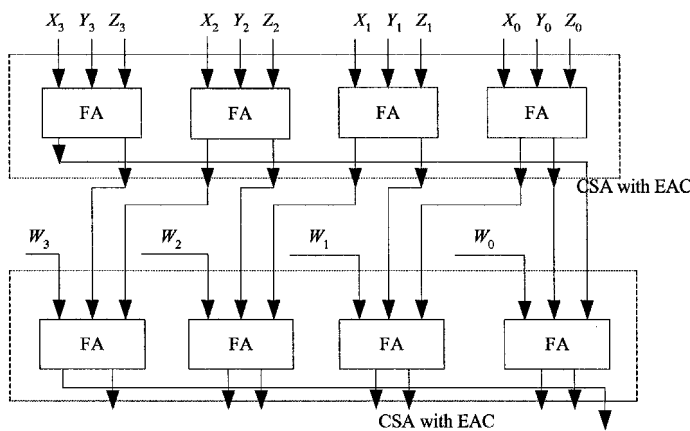 X3 Y3 Z3 X2 Y2 Z2 X1 Y1 Z1 X0 Y0 Z0
FA FA FA FA
CSA with EAC
W3 W2 W1 W0
FA FA FA FA
CSA with EAC